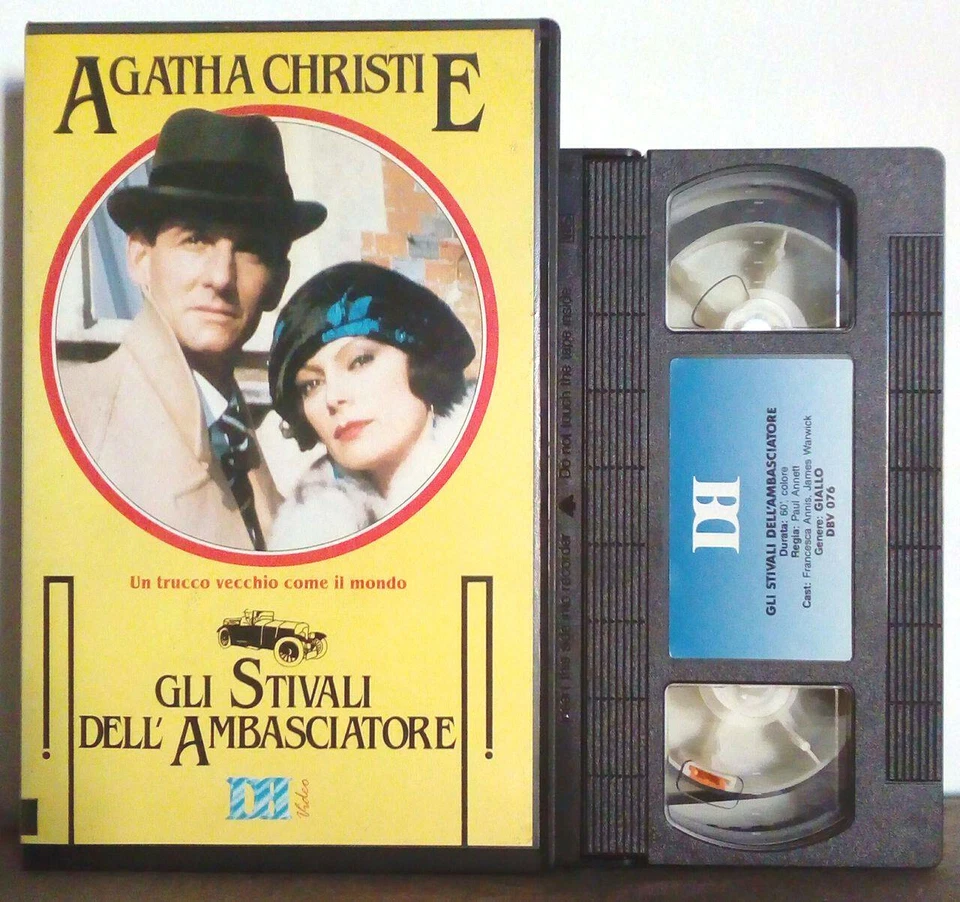 AGATHA CHRISTIE
Un trucco vecchio come il mondo
GLI STIVALI
DELL'AMBASCIATORE
DB Video
Do not touch the tape inside
DB
GLI STIVALI DELL'AMBASCIATORE
Durata: 60', colore
Regia: Paul Annett
Cast: Francesca Annis, James Warwick
Genere: GIALLO
DBV 076